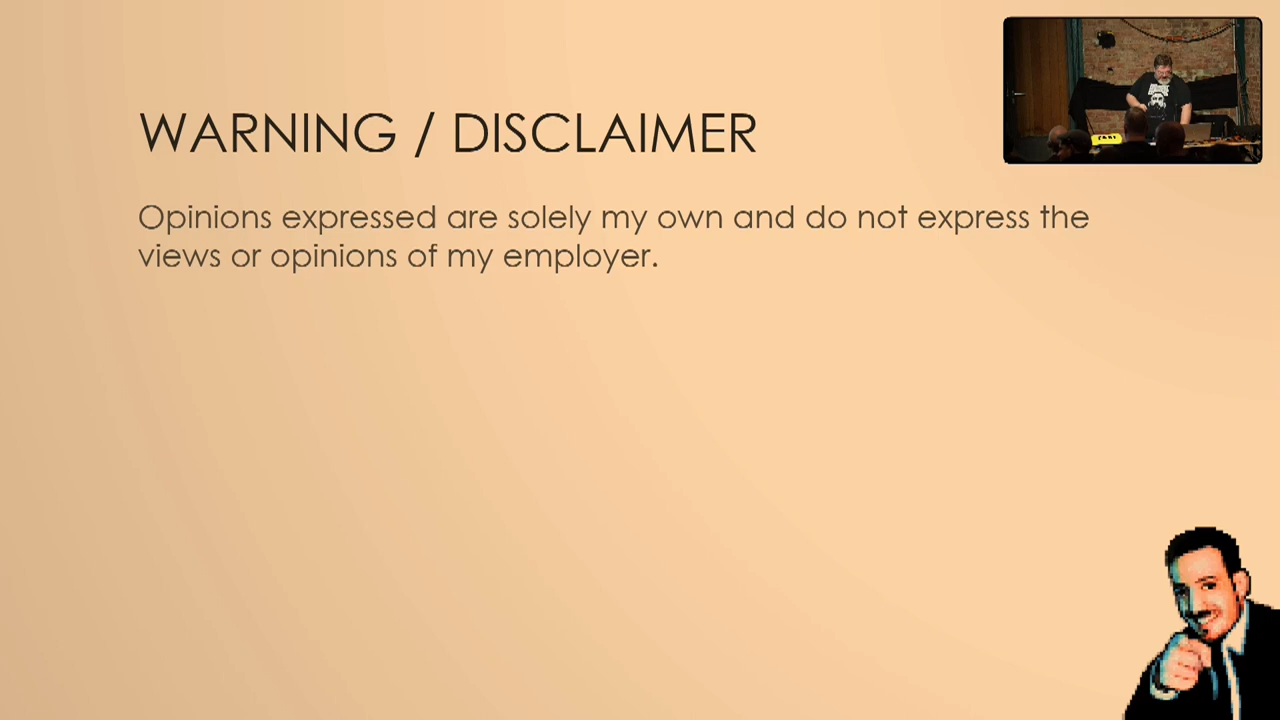 WARNING / DISCLAIMER
Opinions expressed are solely my own and do not express the
views or opinions of my employer.